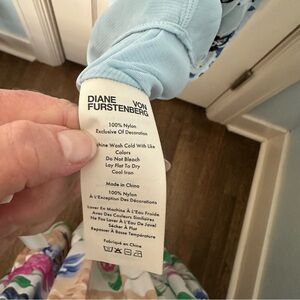 DIANE VON
FURSTENBERG
100% Nylon
Exclusive Of Decoration
hine Wash Cold With Like
Colors
Do Not Bleach
Lay Flat To Dry
Cool Iron
Made in China
100% Nylon
À L'Exception Des Décorations
Laver En Machine À L'Eau Froide
Avec Des Couleurs Similaires
Ne Pas Laver À L'Eau De Javel
Sécher À Plat
Repasser À Basse Température
Fabriqué en Chine